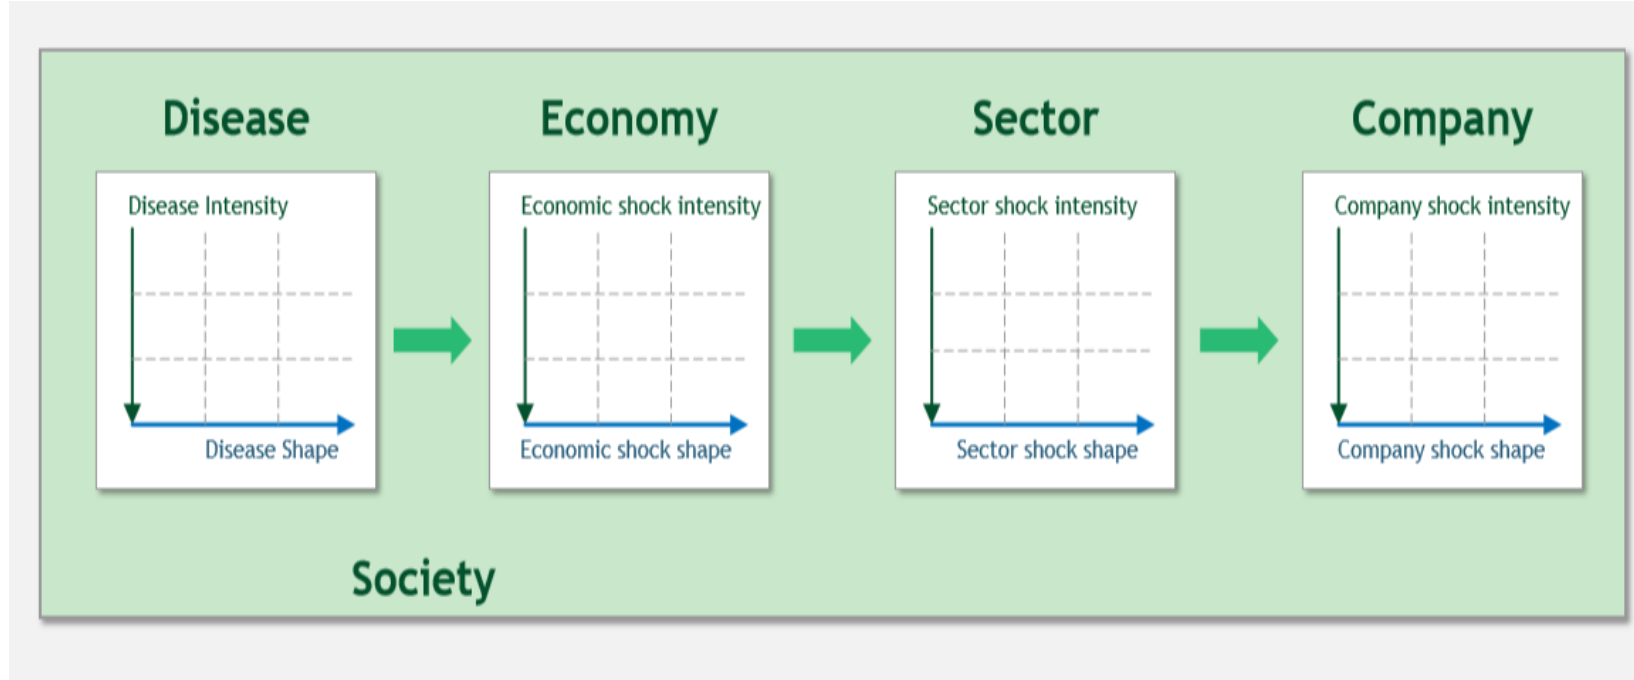 Disease
Economy
Sector
Company
Disease Intensity
Economic shock intensity
Sector shock intensity
Company shock intensity
Disease Shape
Economic shock shape
Sector shock shape
Company shock shape
Society